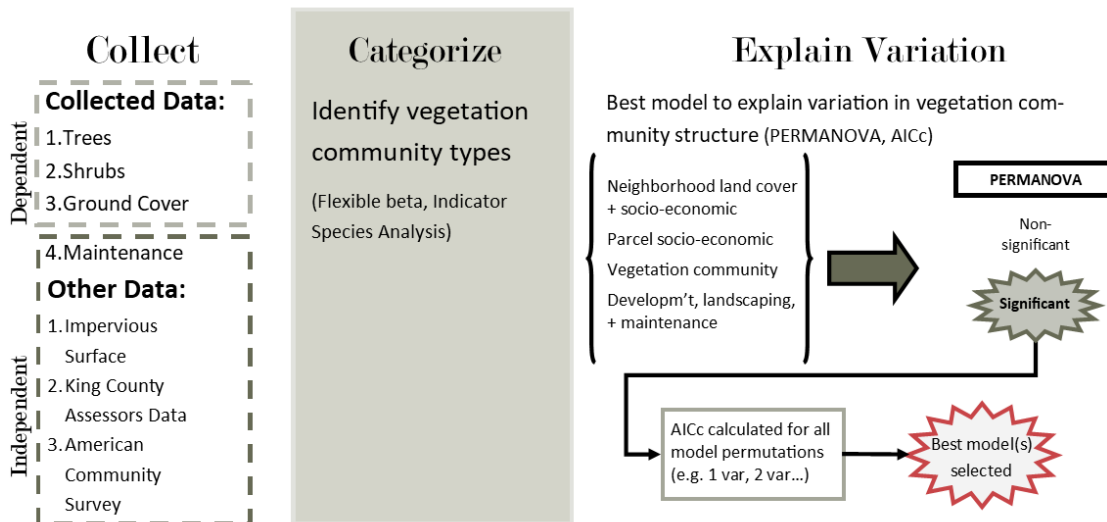 Collect
Dependent
Collected Data:
1.Trees
2.Shrubs
3.Ground Cover
Independent
4.Maintenance
Other Data:
1. Impervious
Surface
2. King County
Assessors Data
3. American
Community
Survey
Categorize
Identify vegetation
community types
(Flexible beta, Indicator
Species Analysis)
Explain Variation
Best model to explain variation in vegetation com-
munity structure (PERMANOVA, AICc)
Neighborhood land cover
+ socio-economic
Parcel socio-economic
Vegetation community
Developm't, landscaping,
+ maintenance
PERMANOVA
Non-
significant
Significant
AICc calculated for all
model permutations
(e.g. 1 var, 2 var...)
Best model(s)
selected